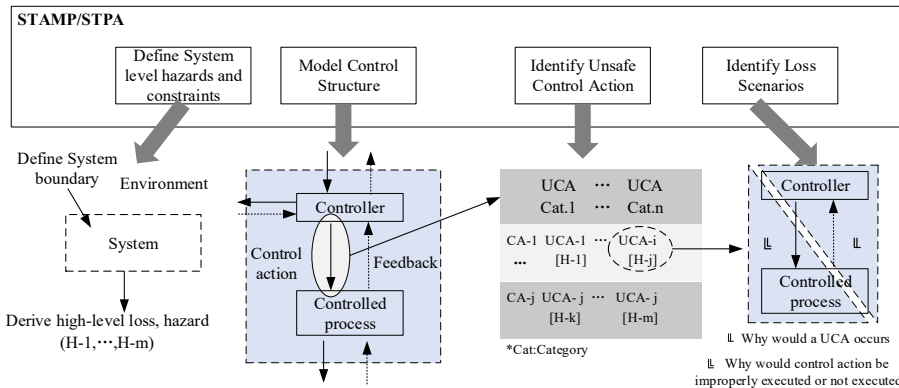 STAMP/STPA
Define System
level hazards and
constraints
Model Control
Structure
Identify Unsafe
Control Action
Identify Loss
Scenarios
Define System
boundary
Environment
System
Derive high-level loss, hazard
(H-1,⋯,H-m)
Controller
Control
action
Feedback
Controlled
process
UCA ⋯ UCA
Cat.1 ⋯ Cat.n
CA-1 UCA-1 ⋯ UCA-i
⋯ [H-1] [H-j]
CA-j UCA- j ⋯ UCA- j
[H-k] [H-m]
*Cat:Category
Controller
Controlled
process
Why would a UCA occurs
Why would control action be
improperly executed or not executed